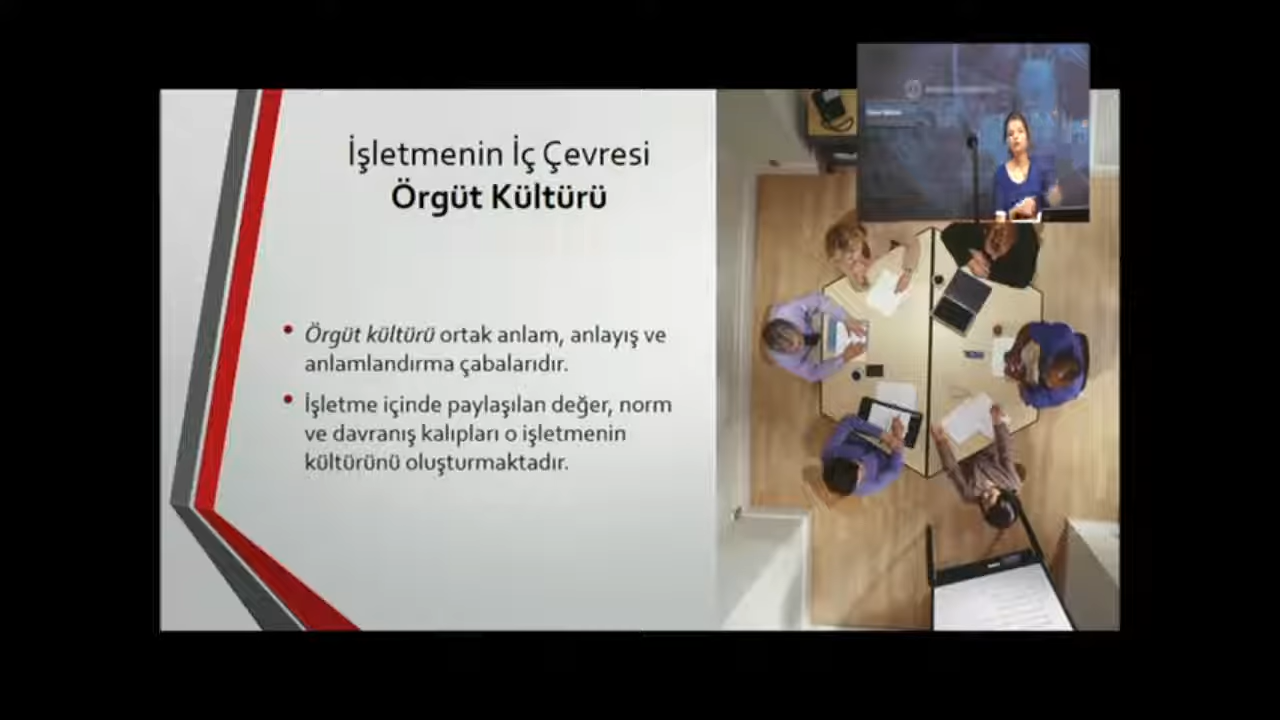 İşletmenin İç Çevresi
Örgüt Kültürü
• Örgüt kültürü ortak anlam, anlayış ve
anlamlandırma çabalarıdır.
• İşletme içinde paylaşılan değer, norm
ve davranış kalıpları o işletmenin
kültürünü oluşturmaktadır.